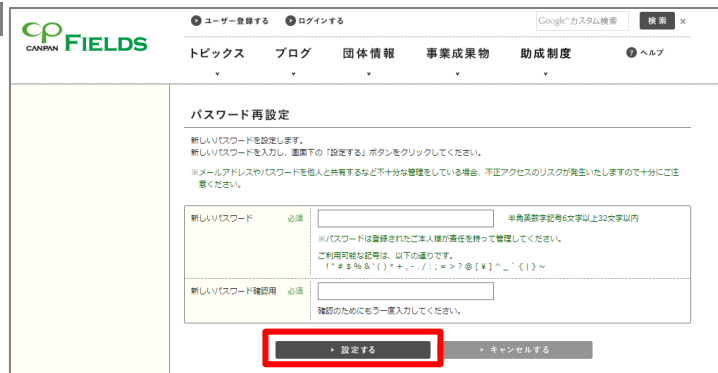 CANPAN FIELDS
ユーザー登録する ログインする Google™カスタム検索 検索 ×
トピックス ブログ 団体情報 事業成果物 助成制度 ? ヘルプ
パスワード再設定
新しいパスワードを設定します。
新しいパスワードを入力し、画面下の「設定する」ボタンをクリックしてください。
※メールアドレスやパスワードを他人と共有するなど不十分な管理をしている場合、不正アクセスのリスクが発生いたしますので十分にご注
意ください。
新しいパスワード 必須 半角英数字記号6文字以上32文字以内
※パスワードは登録されたご本人様が責任を持って管理してください。
ご利用可能な記号は、以下の通りです。
!"#$%&'()*+,-./:;=>?@[¥]^_`{|}~
新しいパスワード確認用 必須
確認のためにもう一度入力してください。
設定する キャンセルする